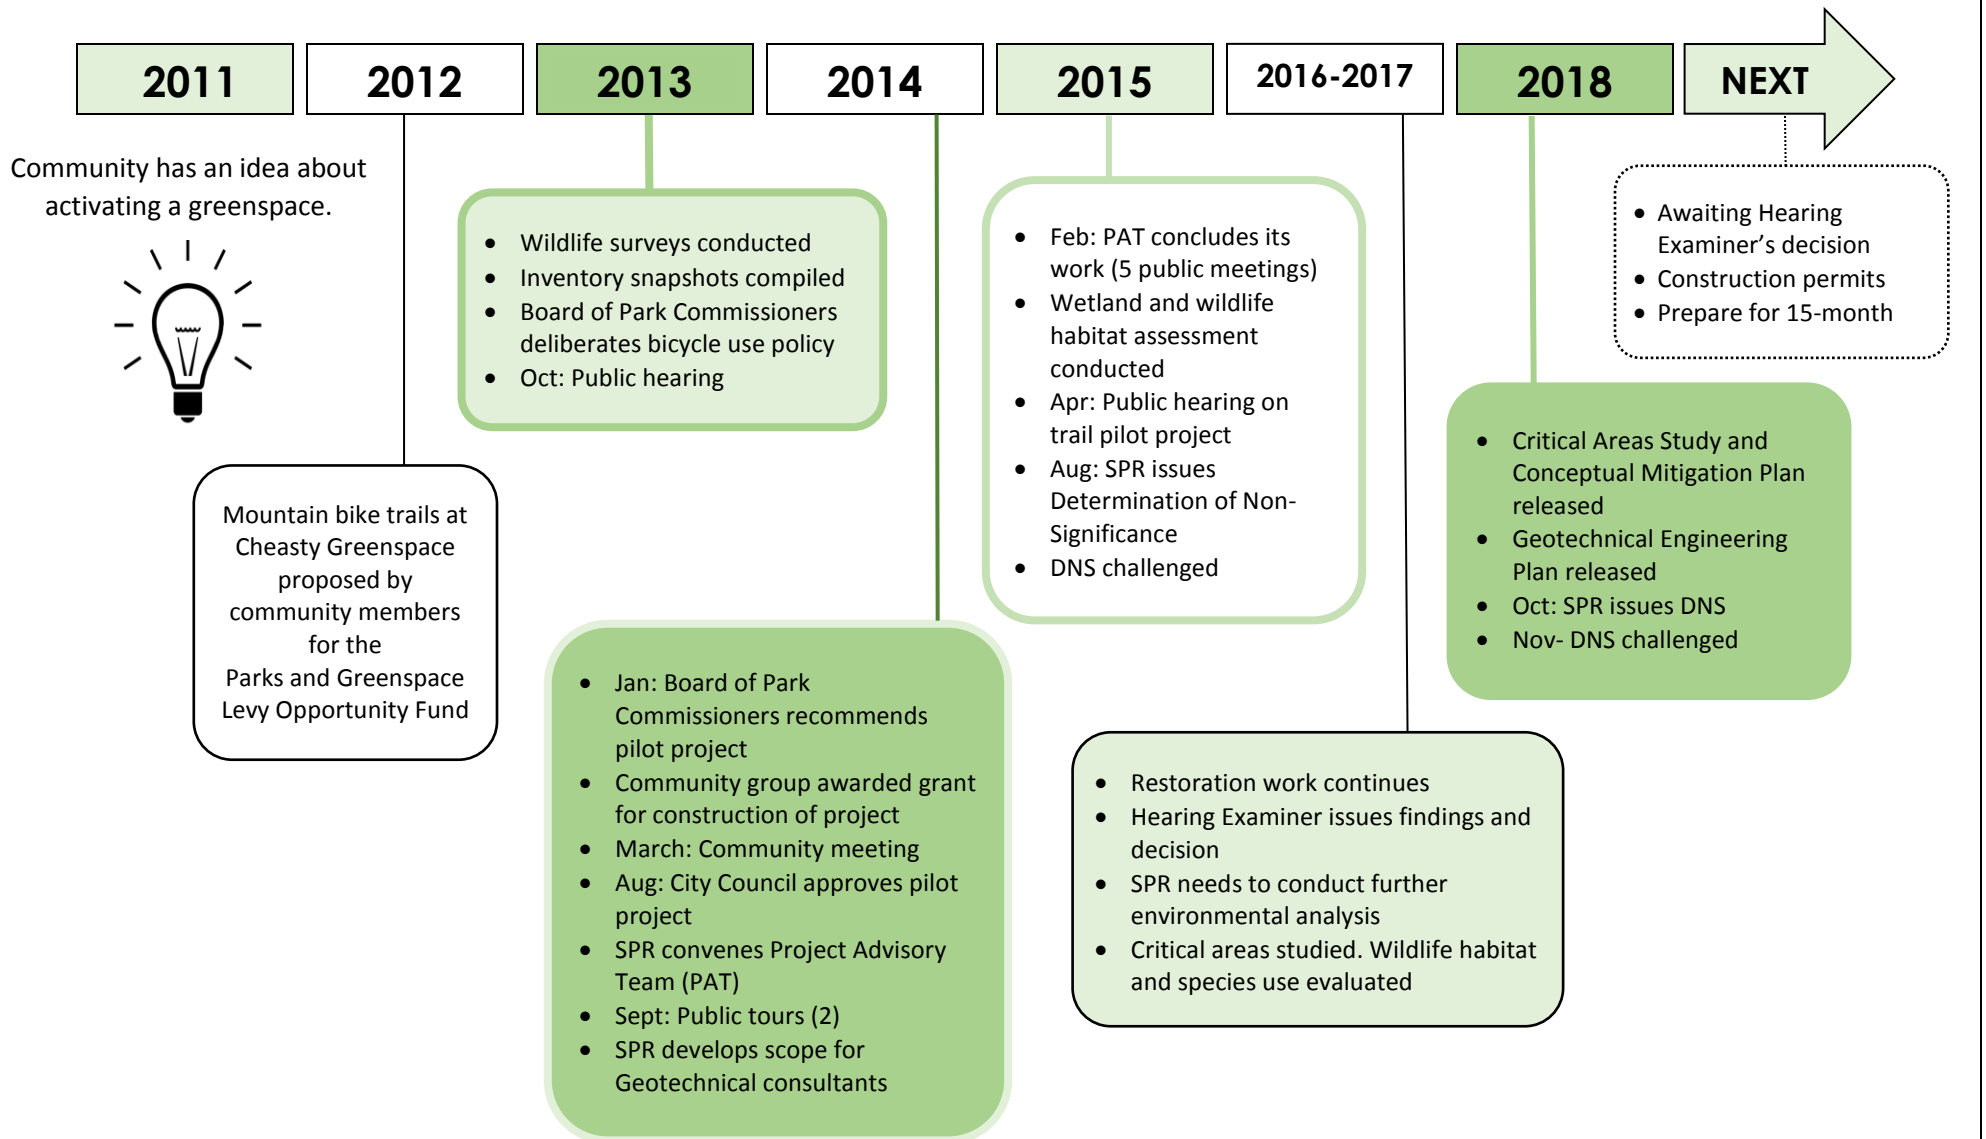 2011
2012
2013
2014
2015
2016-2017
2018
NEXT
Community has an idea about
activating a greenspace.
Mountain bike trails at
Cheasty Greenspace
proposed by
community members
for the
Parks and Greenspace
Levy Opportunity Fund
• Wildlife surveys conducted
• Inventory snapshots compiled
• Board of Park Commissioners
deliberates bicycle use policy
• Oct: Public hearing
• Jan: Board of Park
Commissioners recommends
pilot project
• Community group awarded grant
for construction of project
• March: Community meeting
• Aug: City Council approves pilot
project
• SPR convenes Project Advisory
Team (PAT)
• Sept: Public tours (2)
• SPR develops scope for
Geotechnical consultants
• Feb: PAT concludes its
work (5 public meetings)
• Wetland and wildlife
habitat assessment
conducted
• Apr: Public hearing on
trail pilot project
• Aug: SPR issues
Determination of Non-
Significance
• DNS challenged
• Restoration work continues
• Hearing Examiner issues findings and
decision
• SPR needs to conduct further
environmental analysis
• Critical areas studied. Wildlife habitat
and species use evaluated
• Critical Areas Study and
Conceptual Mitigation Plan
released
• Geotechnical Engineering
Plan released
• Oct: SPR issues DNS
• Nov- DNS challenged
• Awaiting Hearing
Examiner’s decision
• Construction permits
• Prepare for 15-month